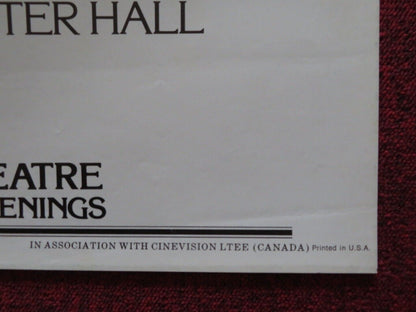 TER HALL
EATRE
ENINGS
IN ASSOCIATION WITH CINEVISION LTEE (CANADA) Printed in U.S.A.